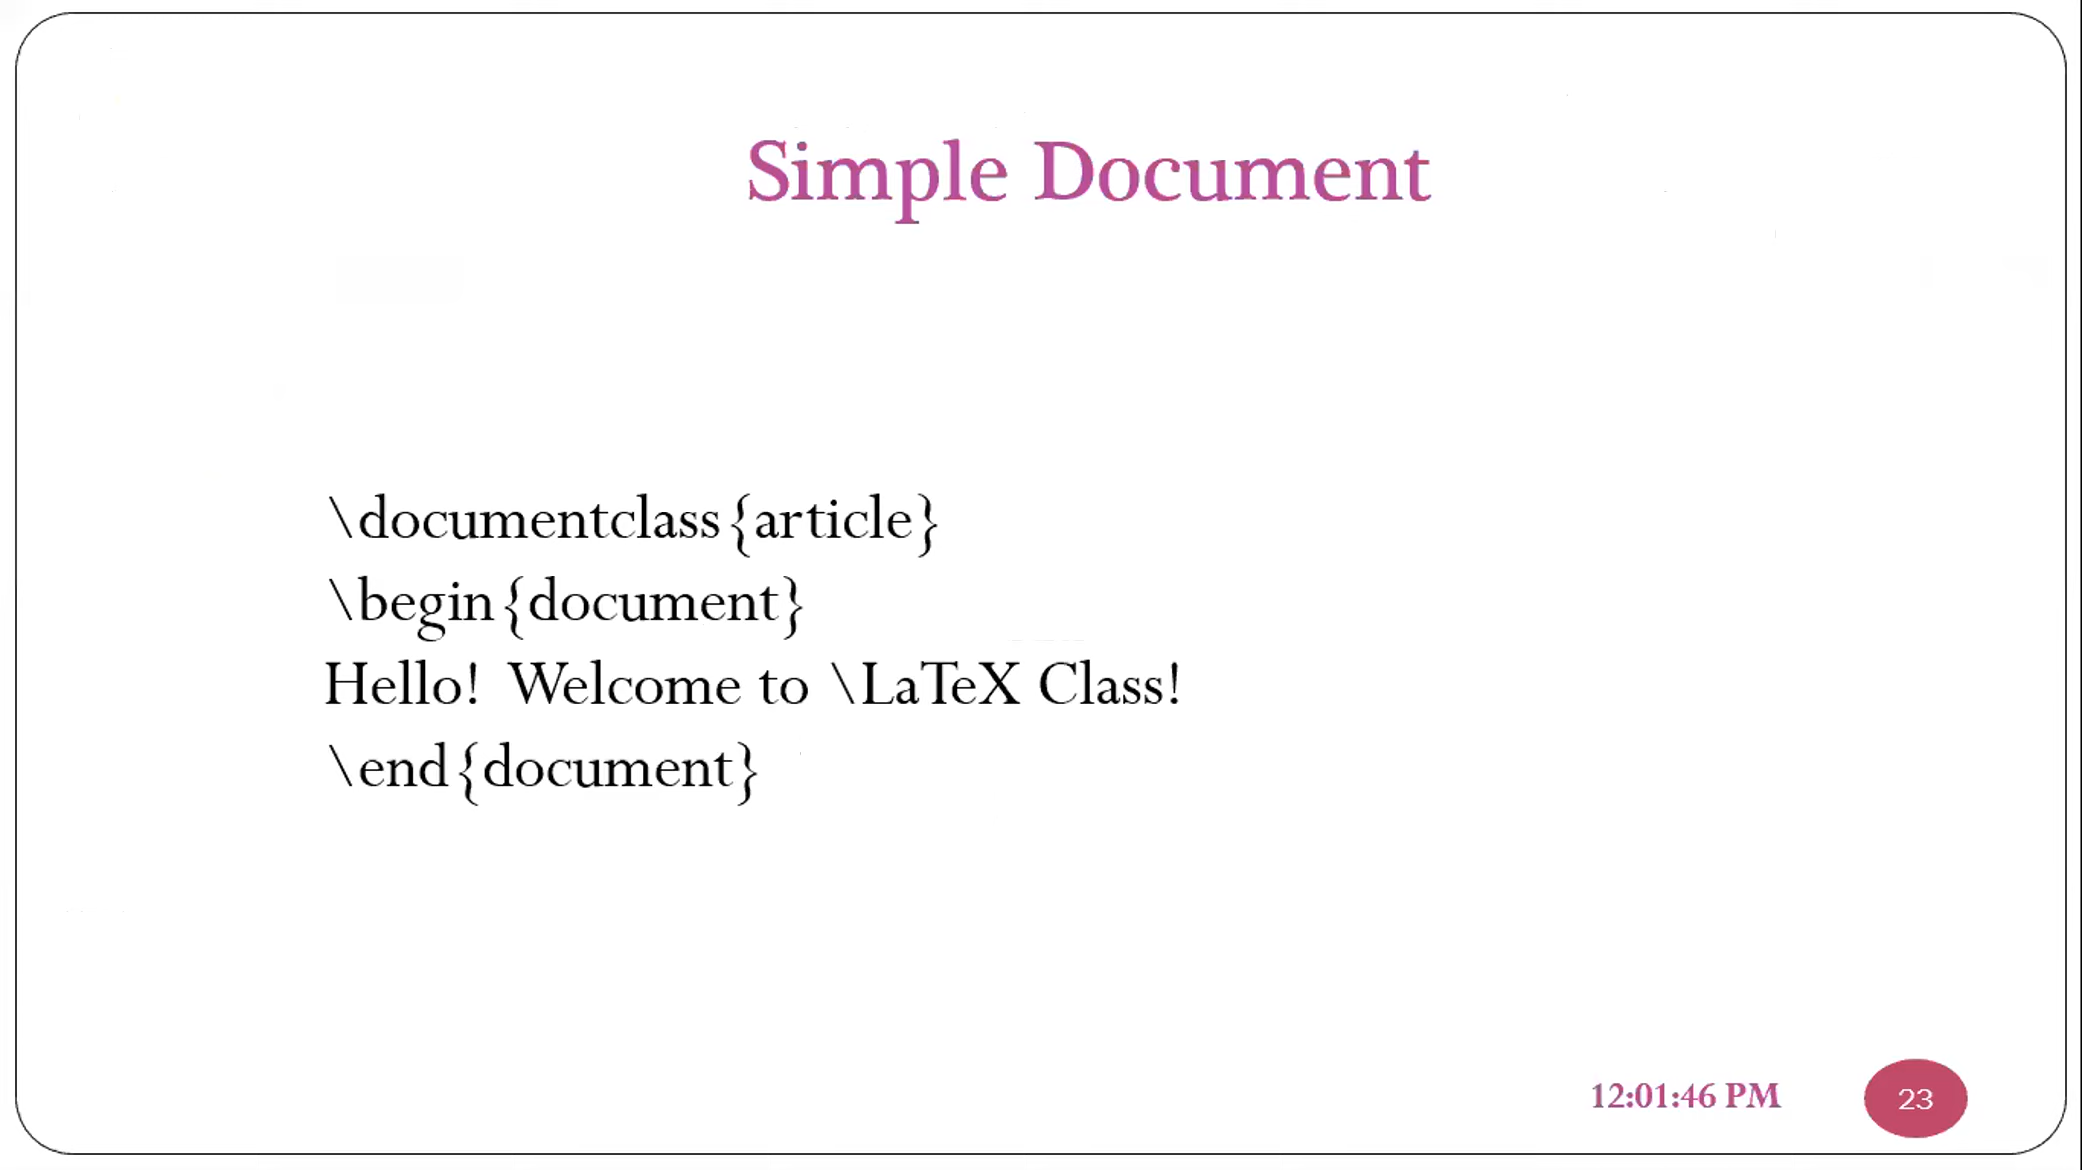 Simple Document
\documentclass{article}
\begin{document}
Hello!  Welcome to \LaTeX Class!
\end{document}
12:01:46 PM
23